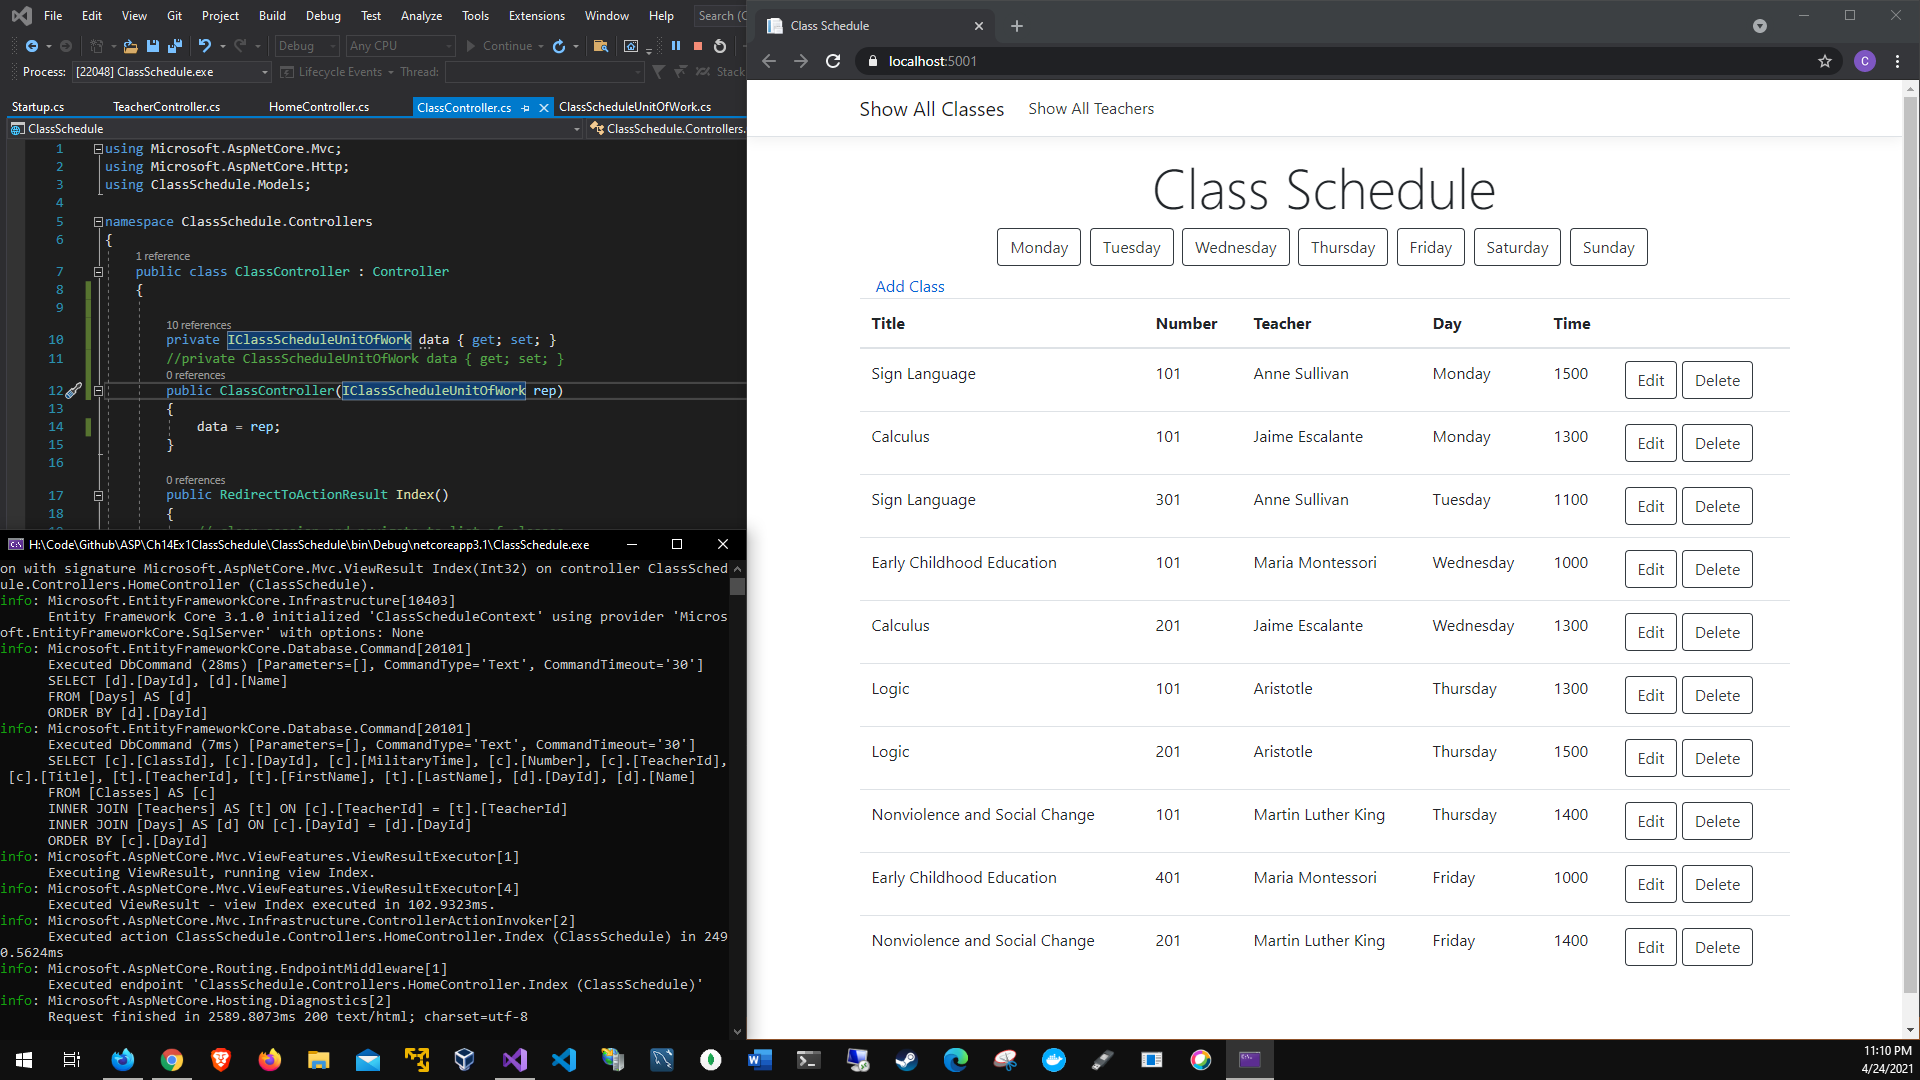 File Edit View Git Project Build Debug Test Analyze Tools Extensions Window Help Search (C
Debug Any CPU Continue
Process: [22048] ClassSchedule.exe Lifecycle Events Thread: Stack
Startup.cs TeacherController.cs HomeController.cs ClassController.cs ClassScheduleUnitOfWork.cs
ClassSchedule ClassSchedule.Controllers.
1 using Microsoft.AspNetCore.Mvc;
2 using Microsoft.AspNetCore.Http;
3 using ClassSchedule.Models;
4
5 namespace ClassSchedule.Controllers
6 {
1 reference
7 public class ClassController : Controller
8 {
9
10 references
10 private IClassScheduleUnitOfWork data { get; set; }
11 //private ClassScheduleUnitOfWork data { get; set; }
0 references
12 public ClassController(IClassScheduleUnitOfWork rep)
13 {
14 data = rep;
15 }
16
0 references
17 public RedirectToActionResult Index()
18 {
H:\Code\Github\ASP\Ch14Ex1ClassSchedule\ClassSchedule\bin\Debug\netcoreapp3.1\ClassSchedule.exe
on with signature Microsoft.AspNetCore.Mvc.ViewResult Index(Int32) on controller ClassSched
ule.Controllers.HomeController (ClassSchedule).
info: Microsoft.EntityFrameworkCore.Infrastructure[10403]
Entity Framework Core 3.1.0 initialized 'ClassScheduleContext' using provider 'Micros
oft.EntityFrameworkCore.SqlServer' with options: None
info: Microsoft.EntityFrameworkCore.Database.Command[20101]
Executed DbCommand (28ms) [Parameters=[], CommandType='Text', CommandTimeout='30']
SELECT [d].[DayId], [d].[Name]
FROM [Days] AS [d]
ORDER BY [d].[DayId]
info: Microsoft.EntityFrameworkCore.Database.Command[20101]
Executed DbCommand (7ms) [Parameters=[], CommandType='Text', CommandTimeout='30']
SELECT [c].[ClassId], [c].[DayId], [c].[MilitaryTime], [c].[Number], [c].[TeacherId],
[c].[Title], [t].[TeacherId], [t].[FirstName], [t].[LastName], [d].[DayId], [d].[Name]
FROM [Classes] AS [c]
INNER JOIN [Teachers] AS [t] ON [c].[TeacherId] = [t].[TeacherId]
INNER JOIN [Days] AS [d] ON [c].[DayId] = [d].[DayId]
ORDER BY [c].[DayId]
info: Microsoft.AspNetCore.Mvc.ViewFeatures.ViewResultExecutor[1]
Executing ViewResult, running view Index.
info: Microsoft.AspNetCore.Mvc.ViewFeatures.ViewResultExecutor[4]
Executed ViewResult - view Index executed in 102.9323ms.
info: Microsoft.AspNetCore.Mvc.Infrastructure.ControllerActionInvoker[2]
Executed action ClassSchedule.Controllers.HomeController.Index (ClassSchedule) in 249
0.5624ms
info: Microsoft.AspNetCore.Routing.EndpointMiddleware[1]
Executed endpoint 'ClassSchedule.Controllers.HomeController.Index (ClassSchedule)'
info: Microsoft.AspNetCore.Hosting.Diagnostics[2]
Request finished in 2589.8073ms 200 text/html; charset=utf-8
Class Schedule
localhost:5001 C
Show All Classes Show All Teachers
Class Schedule
Monday Tuesday Wednesday Thursday Friday Saturday Sunday
Add Class
Title Number Teacher Day Time
Sign Language 101 Anne Sullivan Monday 1500 Edit Delete
Calculus 101 Jaime Escalante Monday 1300 Edit Delete
Sign Language 301 Anne Sullivan Tuesday 1100 Edit Delete
Early Childhood Education 101 Maria Montessori Wednesday 1000 Edit Delete
Calculus 201 Jaime Escalante Wednesday 1300 Edit Delete
Logic 101 Aristotle Thursday 1300 Edit Delete
Logic 201 Aristotle Thursday 1500 Edit Delete
Nonviolence and Social Change 101 Martin Luther King Thursday 1400 Edit Delete
Early Childhood Education 401 Maria Montessori Friday 1000 Edit Delete
Nonviolence and Social Change 201 Martin Luther King Friday 1400 Edit Delete
11:10 PM
4/24/2021